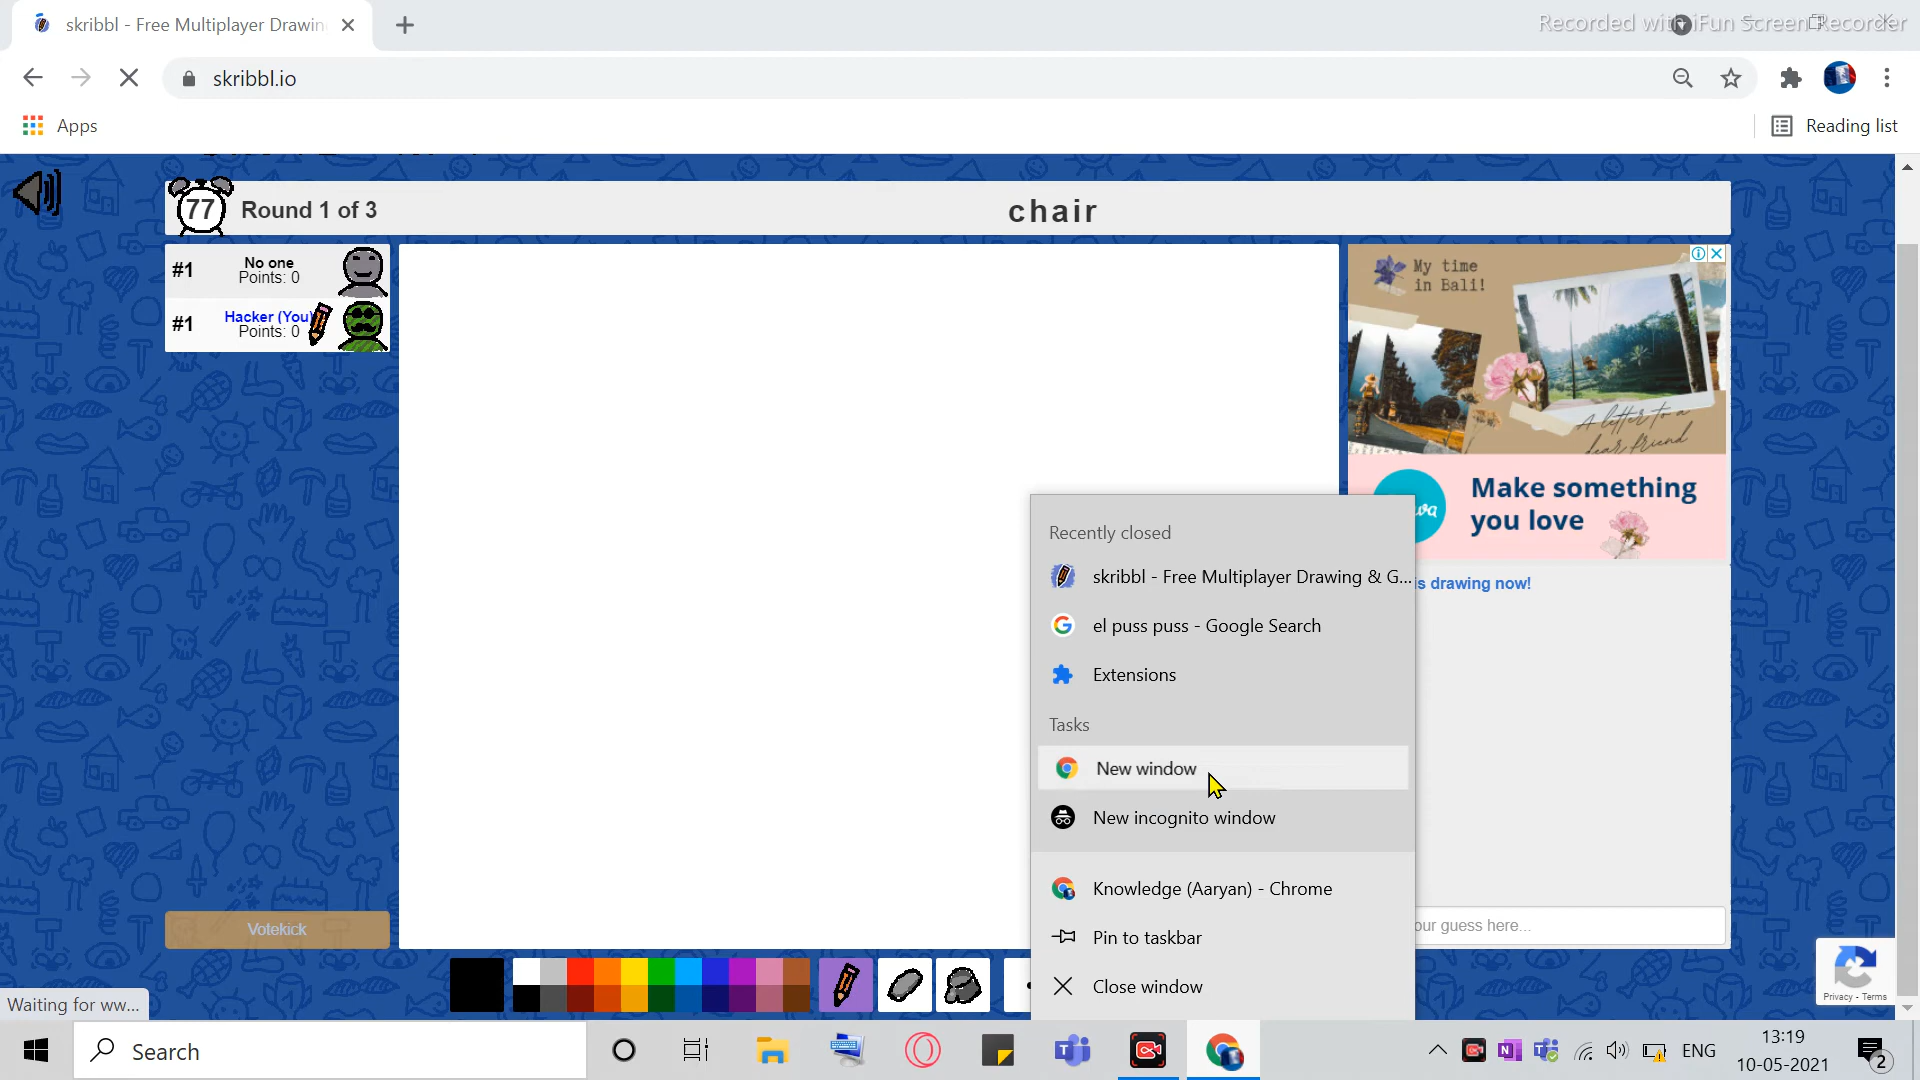 skribbl - Free Multiplayer Drawin
Recorded with iFun Screen Recorder
skribbl.io
Apps
Reading list
77
Round 1 of 3
chair
#1
No one
Points: 0
#1
Hacker (You)
Points: 0
My time
in Bali!
A letter to a
dear friend
Make something
you love
is drawing now!
Recently closed
skribbl - Free Multiplayer Drawing & G...
el puss puss - Google Search
Extensions
Tasks
New window
New incognito window
Knowledge (Aaryan) - Chrome
Pin to taskbar
Close window
our guess here...
Votekick
Privacy - Terms
Waiting for ww...
Search
ENG
13:19
10-05-2021
2